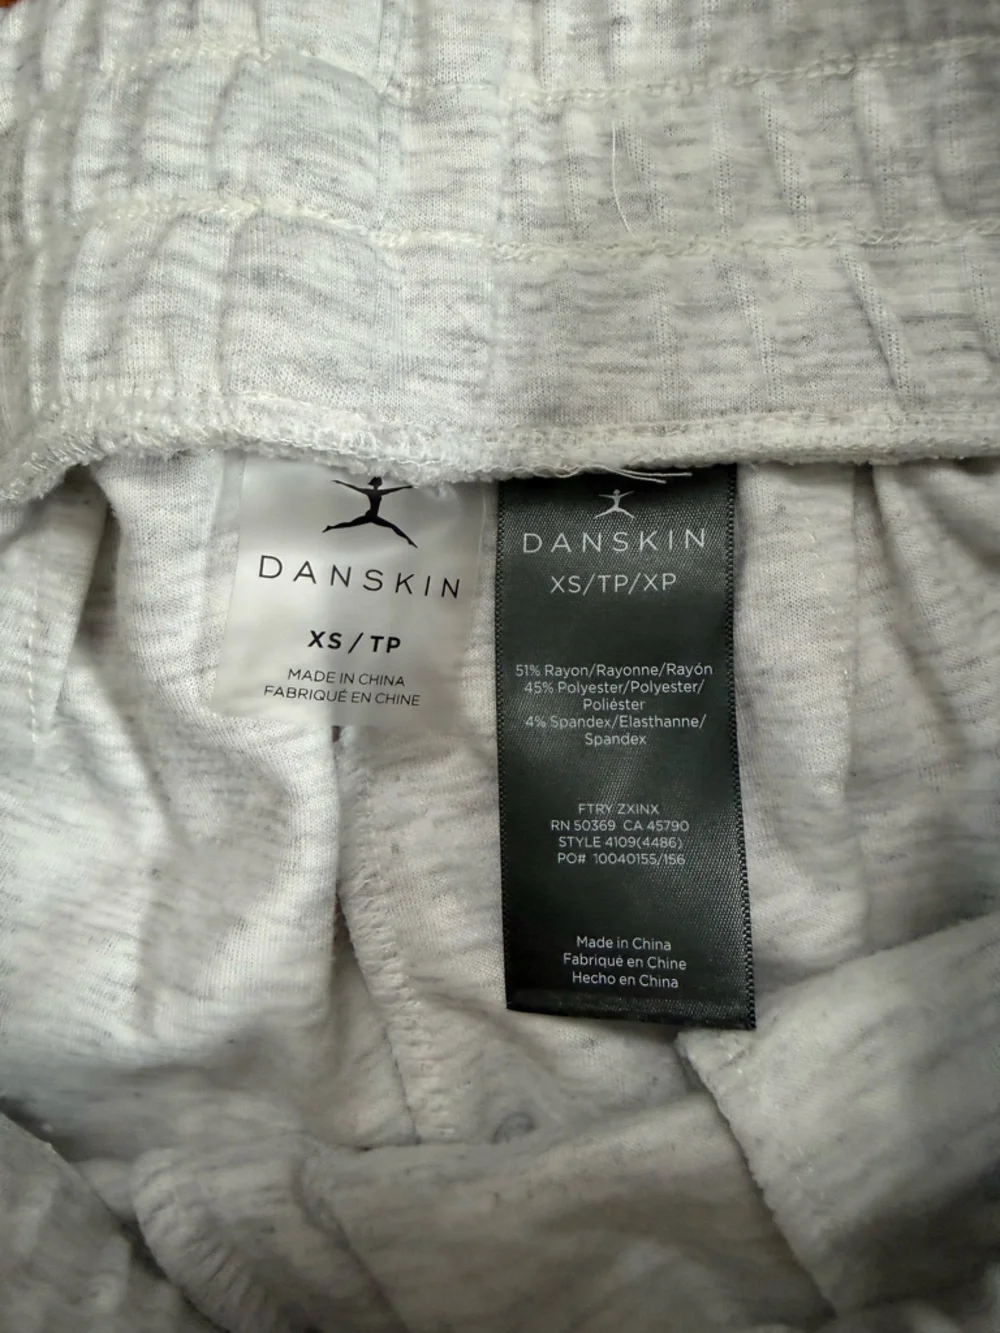 DANSKIN
XS / TP
MADE IN CHINA
FABRIQUÉ EN CHINE
DANSKIN
XS/TP/XP
51% Rayon/Rayonne/Rayón
45% Polyester/Polyester/
Poliéster
4% Spandex/Elasthanne/
Spandex
FTRY ZXINX
RN 50369 CA 45790
STYLE 4109(4486)
PO# 10040155/156
Made in China
Fabriqué en Chine
Hecho en China